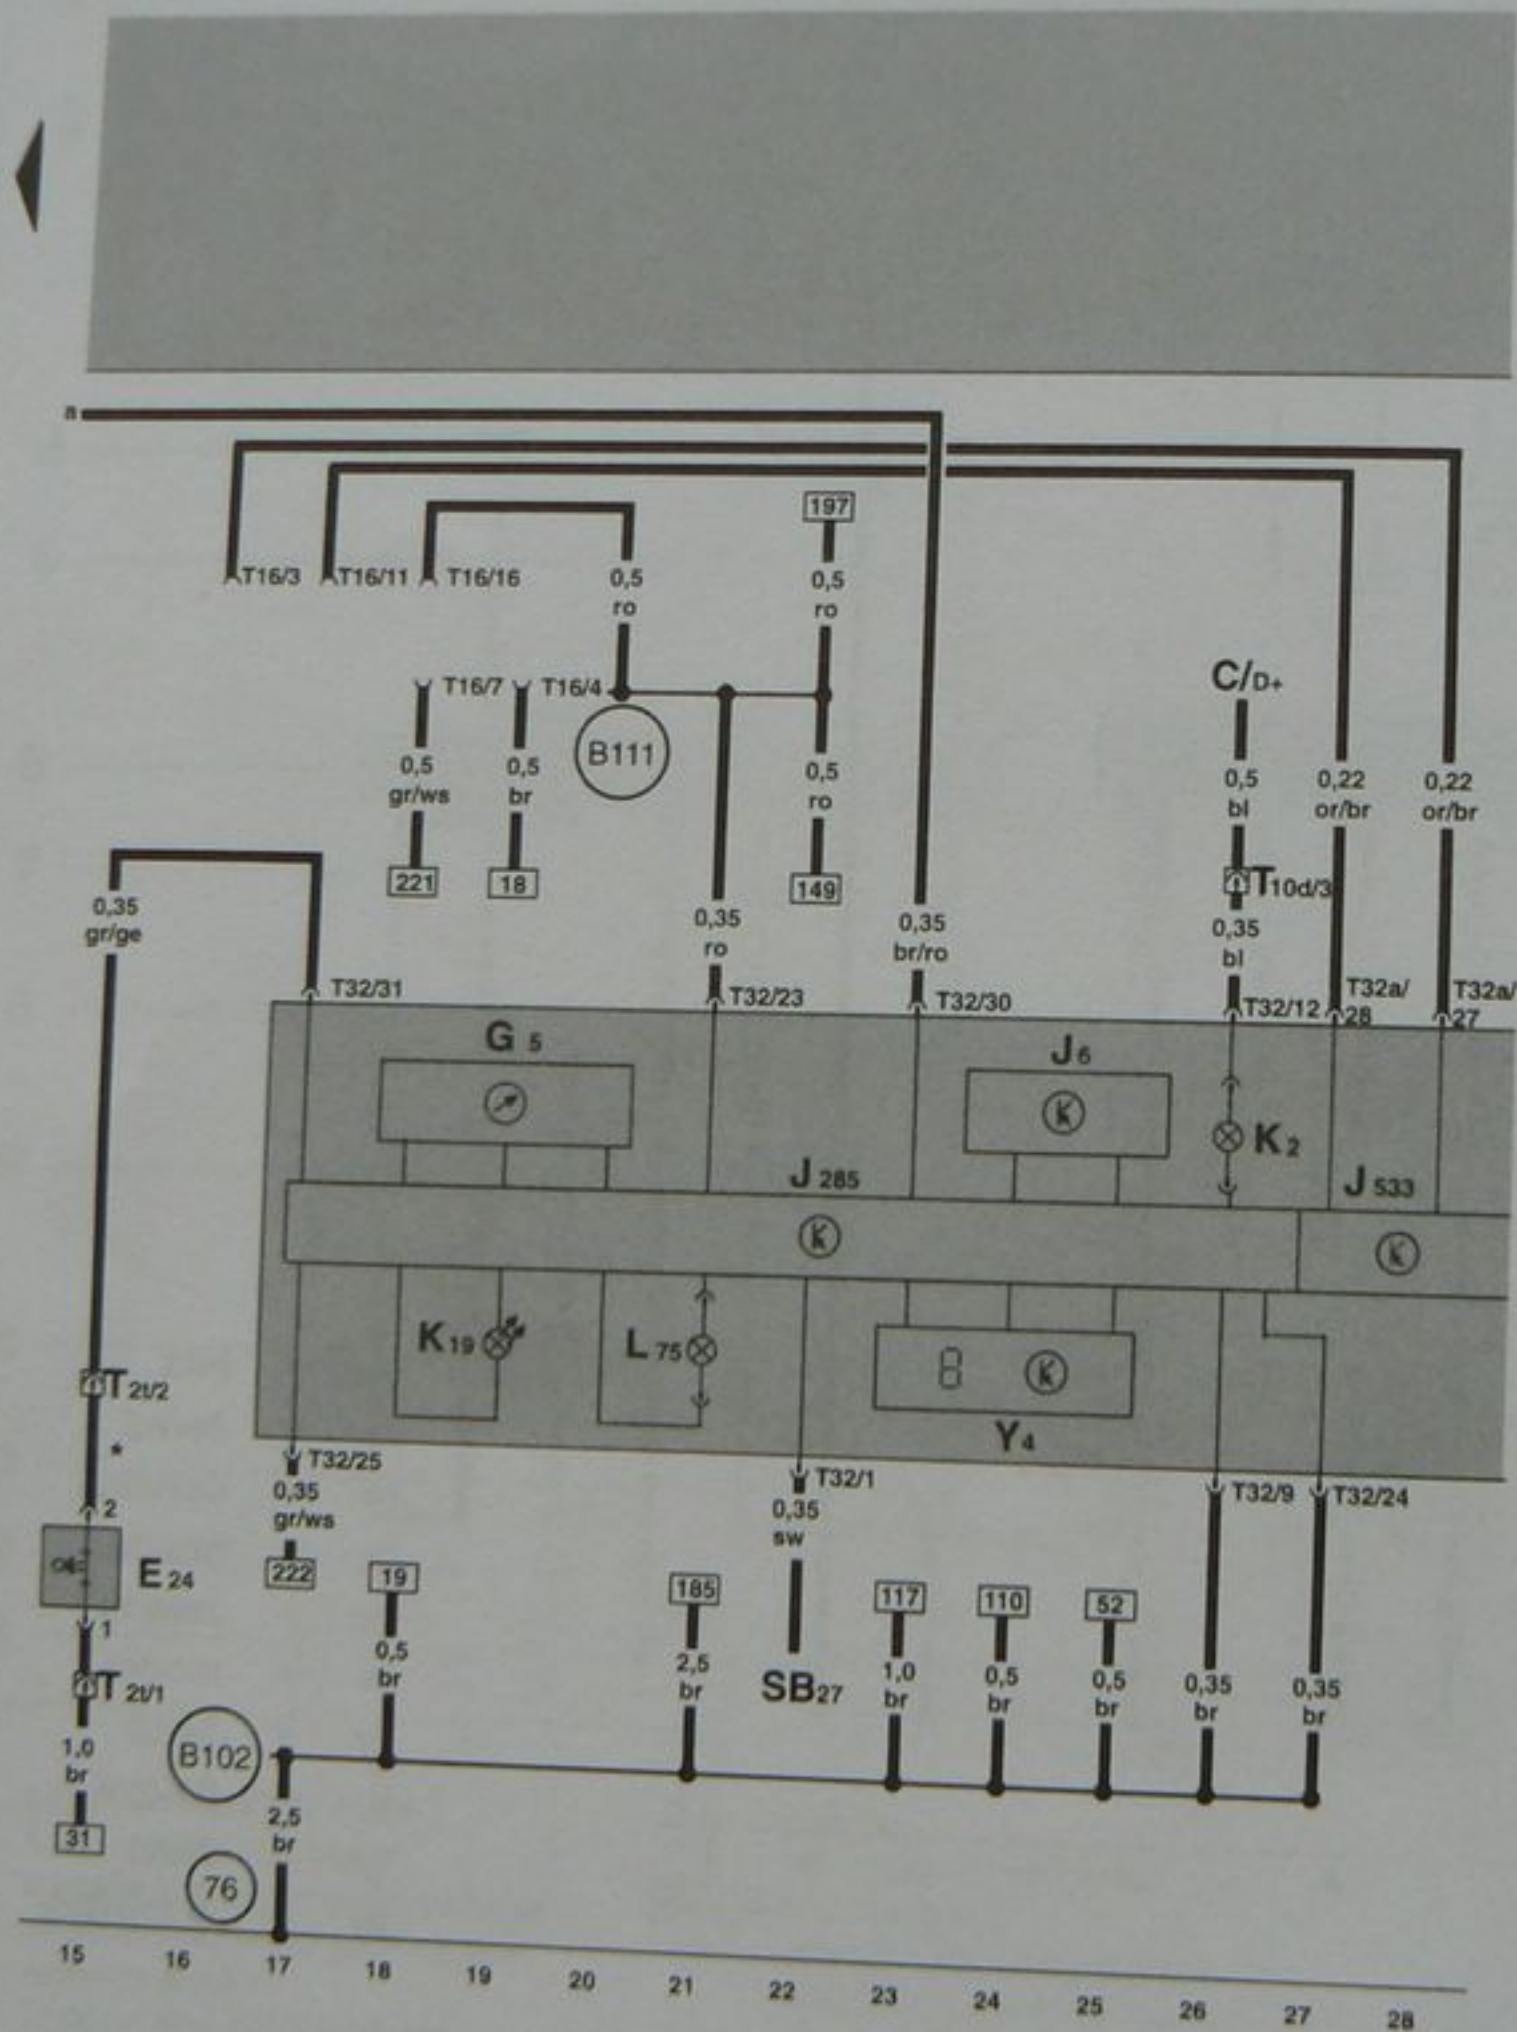 a
197
T16/3 T16/11 T16/16 0,5 0,5
ro ro
C/D+
T16/7 T16/4
B111
0,5 0,5 0,5 0,5 0,22 0,22
gr/ws br ro bl or/br or/br
221 18 149 T10d/3
0,35 0,35 0,35 0,35
gr/ge ro br/ro bl
T32/31 T32/23 T32/30 T32/12 T32a/ T32a/
28 27
G5 J6
K2
J285 J533
K19 L75
Y4
T2t/2
*
T32/25 T32/1 T32/9 T32/24
0,35 0,35
gr/ws sw
2
E24 222 19 185 117 110 52
1
0,5 2,5 1,0 0,5 0,5 0,35 0,35
br br br br br br br
SB27
T2t/1
B102
1,0
br
2,5
br
31
76
15 16 17 18 19 20 21 22 23 24 25 26 27 28